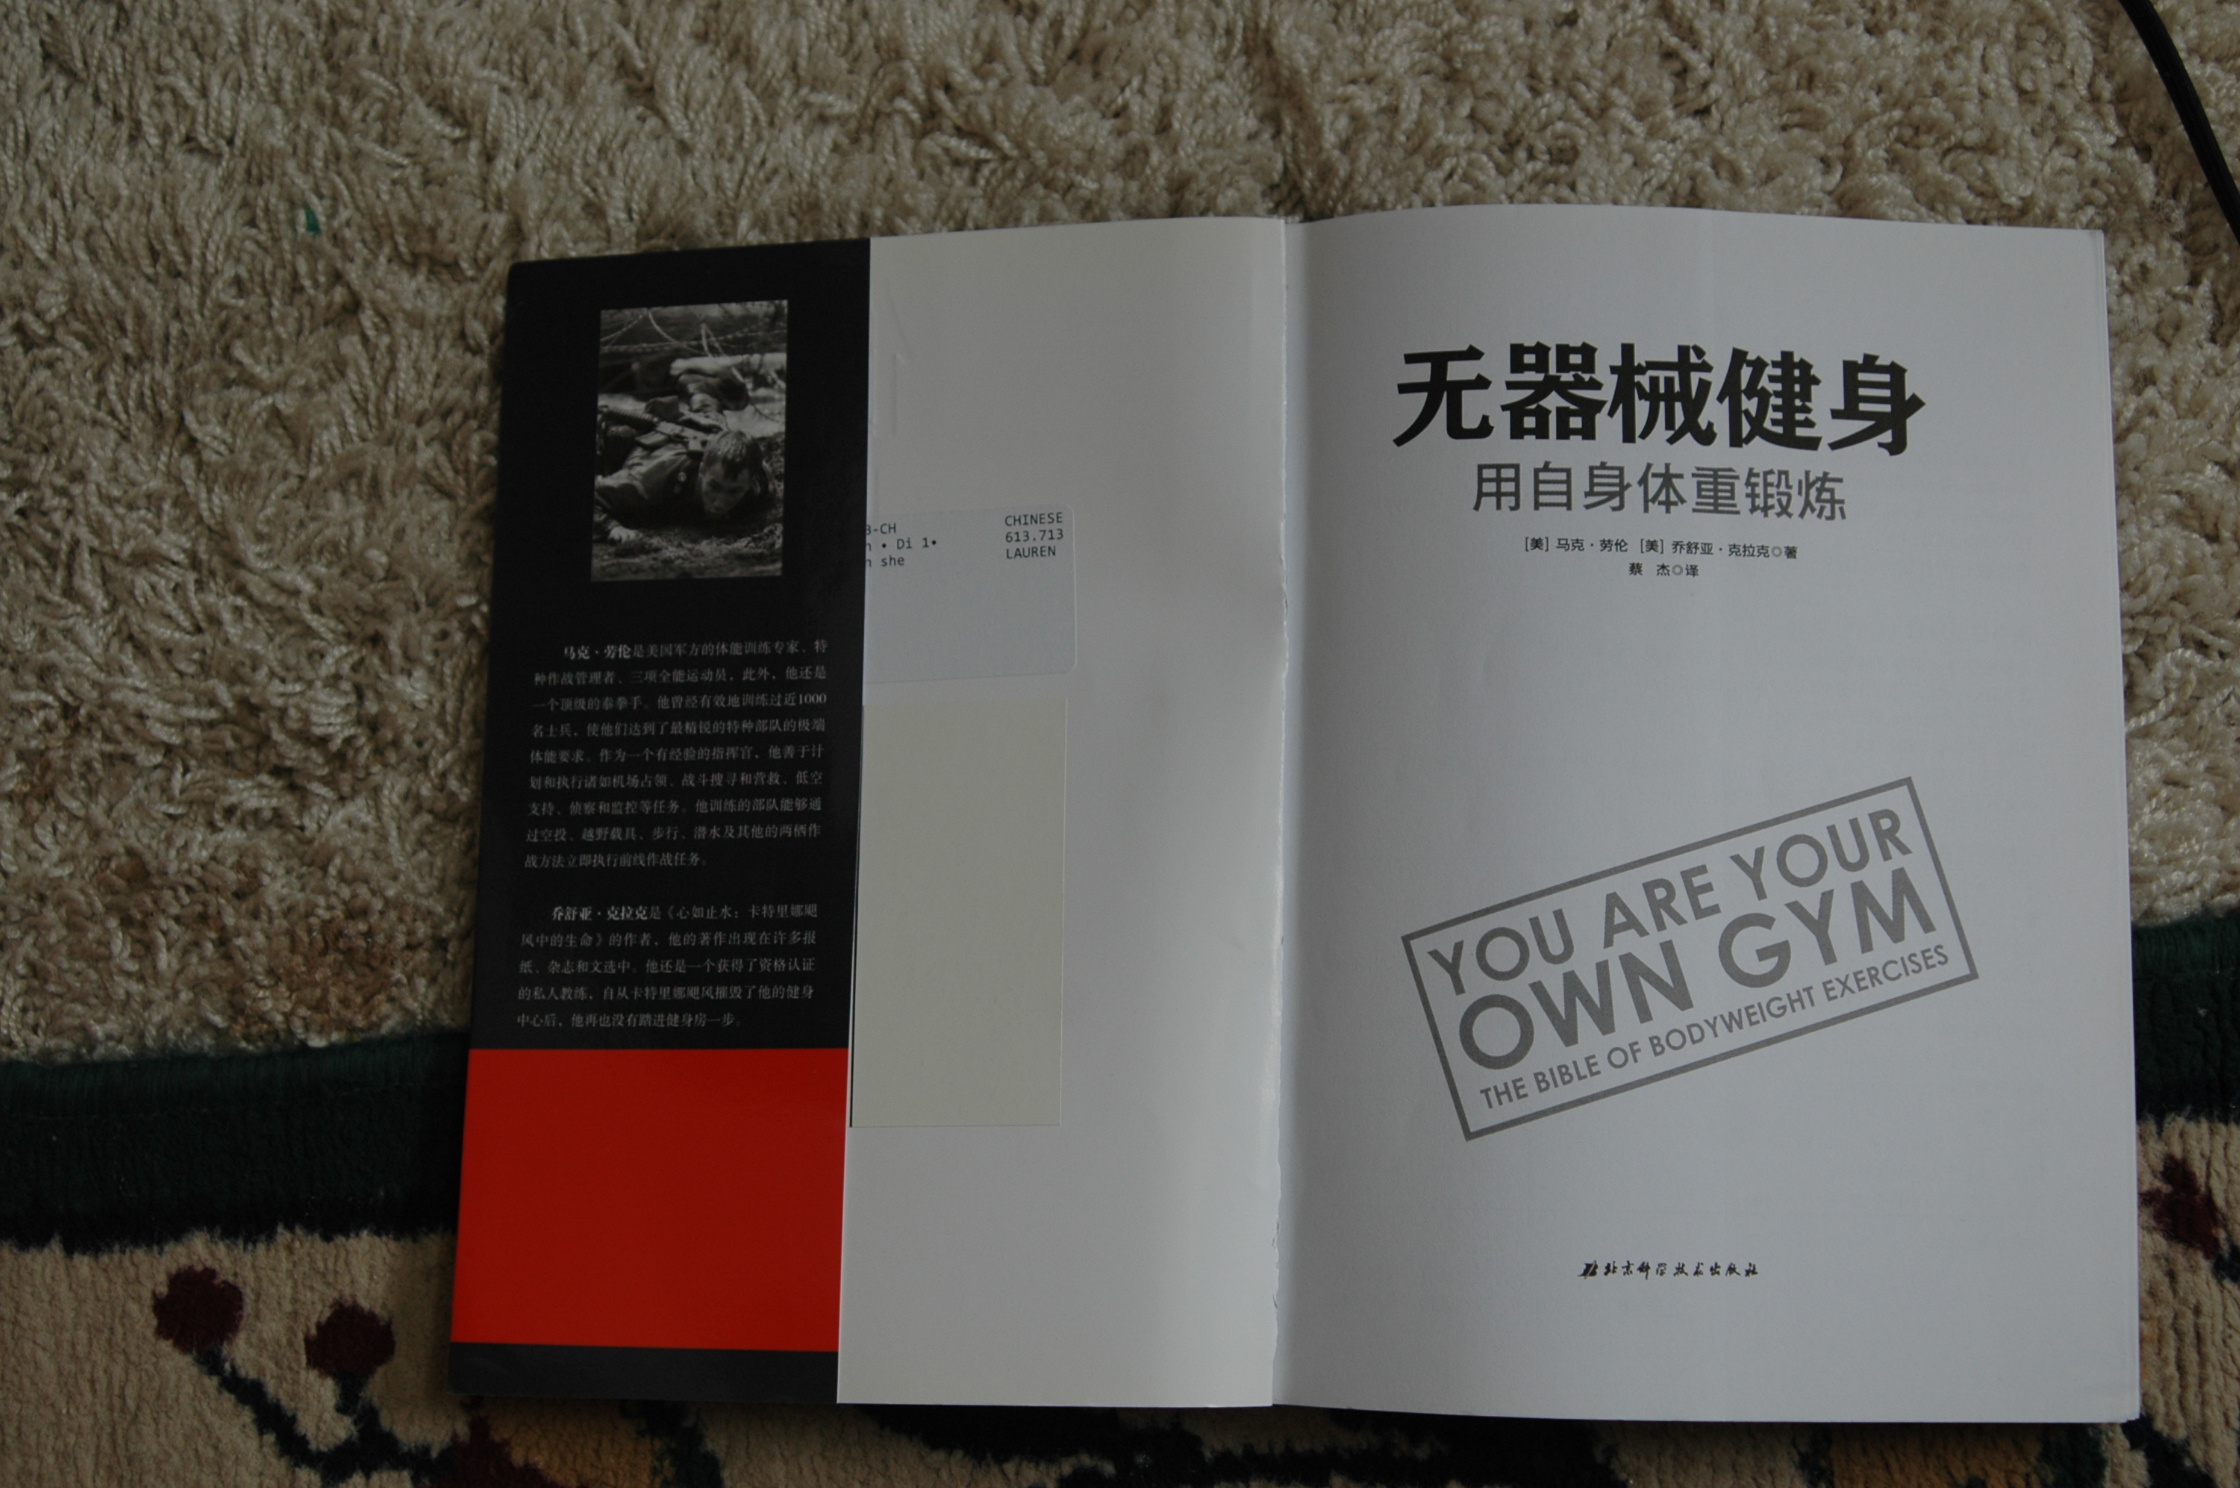 马克·劳伦是美国军方的体能训练专家、特
种作战管理者、三项全能运动员，此外，他还是
一个顶级的泰拳手。他曾经有效地训练过近1000
名士兵，使他们达到了最精锐的特种部队的极端
体能要求。作为一个有经验的指挥官，他善于计
划和执行诸如机场占领、战斗搜寻和营救、低空
支持、侦察和监控等任务。他训练的部队能够通
过空投、越野载具、步行、潜水及其他的两栖作
战方法立即执行前线作战任务。
乔舒亚·克拉克是《心如止水：卡特里娜飓
风中的生命》的作者，他的著作出现在许多报
纸、杂志和文选中。他还是一个获得了资格认证
的私人教练，自从卡特里娜飓风摧毁了他的健身
中心后，他再也没有踏进健身房一步。
3-CH CHINESE
• Di 1• 613.713
she LAUREN
无器械健身
用自身体重锻炼
[美] 马克·劳伦 [美] 乔舒亚·克拉克◎著
蔡 杰◎译
YOU ARE YOUR
OWN GYM
THE BIBLE OF BODYWEIGHT EXERCISES
北京科学技术出版社